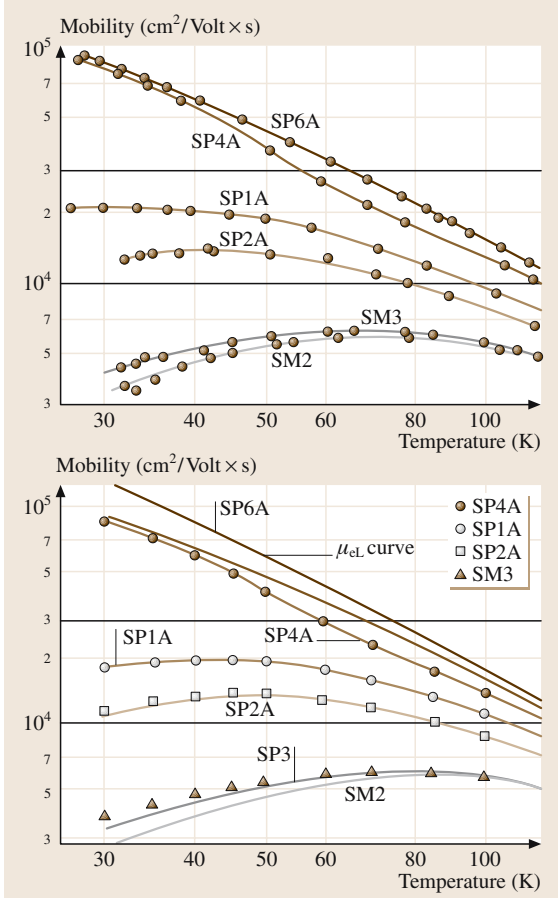 Mobility (cm²/Volt × s)
10⁵
7
5
3
2
10⁴
7
5
3
SP6A
SP4A
SP1A
SP2A
SM3
SM2
30 40 50 60 80 100
Temperature (K)
Mobility (cm²/Volt × s)
10⁵
7
5
3
2
10⁴
7
5
3
SP6A
μeL curve
SP4A
SP1A
SP2A
SM3
SP1A
SP4A
SP2A
SP3
SM2
30 40 50 60 80 100
Temperature (K)